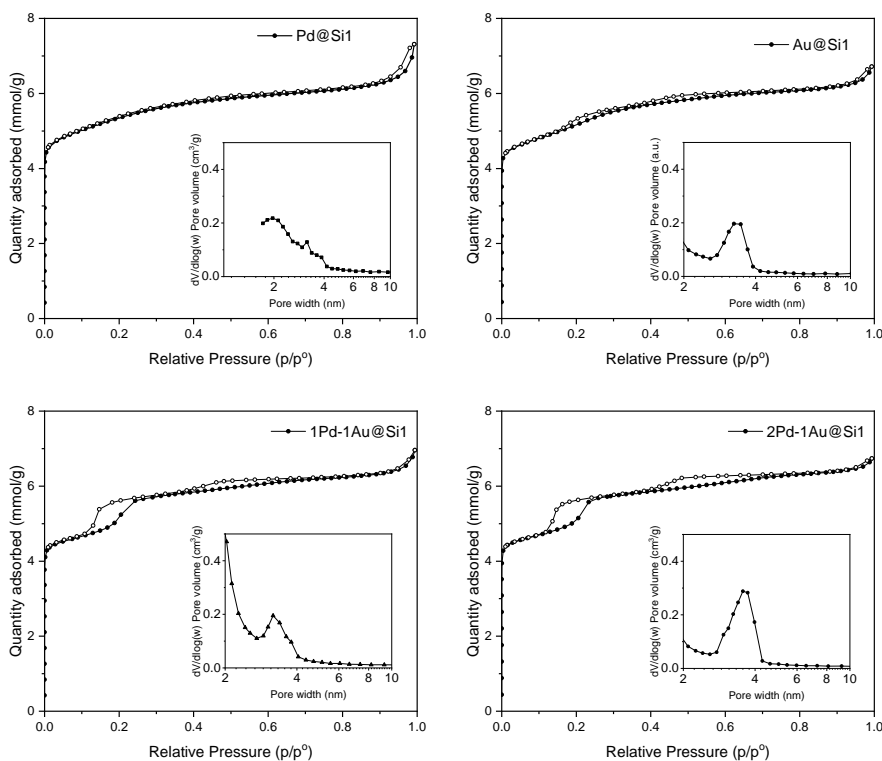 Pd@Si1
Quantity adsorbed (mmol/g)
8
6
4
2
0
dV/dlog(w) Pore volume (cm³/g)
0.4
0.2
0.0
2 4 6 8 10
Pore width (nm)
0.0 0.2 0.4 0.6 0.8 1.0
Relative Pressure (p/pº)
Au@Si1
Quantity adsorbed (mmol/g)
8
6
4
2
0
dV/dlog(w) Pore volume (a.u.)
0.4
0.2
0.0
2 4 6 8 10
Pore width (nm)
0.0 0.2 0.4 0.6 0.8 1.0
Relative Pressure (p/pº)
1Pd-1Au@Si1
Quantity adsorbed (mmol/g)
8
6
4
2
0
dV/dlog(w) Pore volume (cm³/g)
0.4
0.2
0.0
2 4 6 8 10
Pore width (nm)
0.0 0.2 0.4 0.6 0.8 1.0
Relative Pressure (p/pº)
2Pd-1Au@Si1
Quantity adsorbed (mmol/g)
8
6
4
2
0
dV/dlog(w) Pore volume (cm³/g)
0.4
0.2
0.0
2 4 6 8 10
Pore width (nm)
0.0 0.2 0.4 0.6 0.8 1.0
Relative Pressure (p/pº)